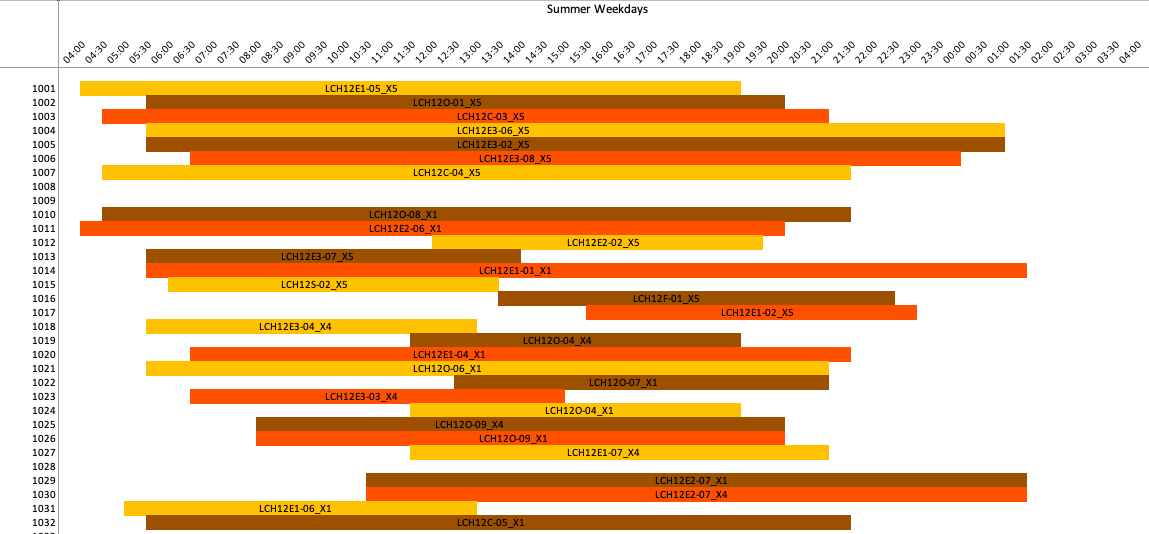 Summer Weekdays
04:00 04:30 05:00 05:30 06:00 06:30 07:00 07:30 08:00 08:30 09:00 09:30 10:00 10:30 11:00 11:30 12:00 12:30 13:00 13:30 14:00 14:30 15:00 15:30 16:00 16:30 17:00 17:30 18:00 18:30 19:00 19:30 20:00 20:30 21:00 21:30 22:00 22:30 23:00 23:30 00:00 00:30 01:00 01:30 02:00 02:30 03:00 03:30 04:00
1001 LCH12E1-05_X5
1002 LCH12O-01_X5
1003 LCH12C-03_X5
1004 LCH12E3-06_X5
1005 LCH12E3-02_X5
1006 LCH12E3-08_X5
1007 LCH12C-04_X5
1008
1009
1010 LCH12O-08_X1
1011 LCH12E2-06_X1
1012 LCH12E2-02_X5
1013 LCH12E3-07_X5
1014 LCH12E1-01_X1
1015 LCH12S-02_X5
1016 LCH12F-01_X5
1017 LCH12E1-02_X5
1018 LCH12E3-04_X4
1019 LCH12O-04_X4
1020 LCH12E1-04_X1
1021 LCH12O-06_X1
1022 LCH12O-07_X1
1023 LCH12E3-03_X4
1024 LCH12O-04_X1
1025 LCH12O-09_X4
1026 LCH12O-09_X1
1027 LCH12E1-07_X4
1028
1029 LCH12E2-07_X1
1030 LCH12E2-07_X4
1031 LCH12E1-06_X1
1032 LCH12C-05_X1